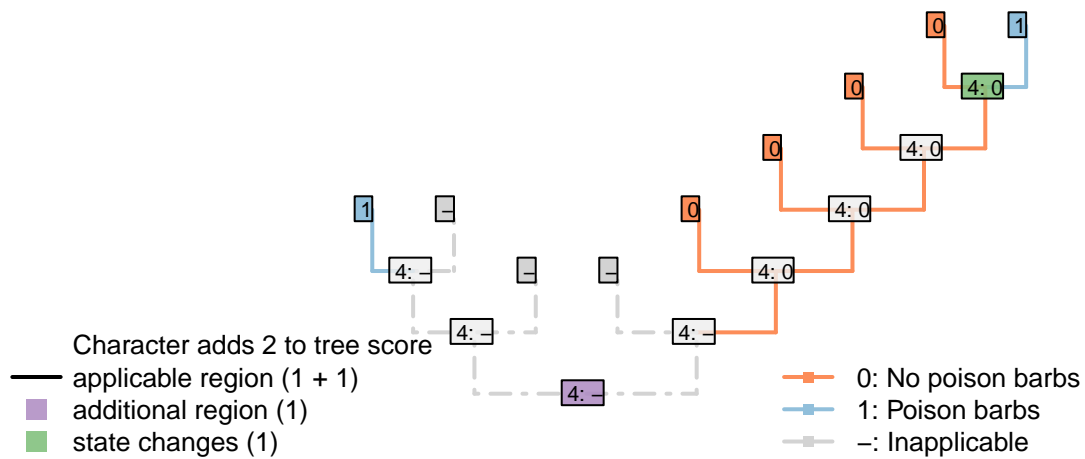 0 1
0 4: 0
0 4: 0
1 – 0 4: 0
4: – – – 4: 0
4: – 4: –
Character adds 2 to tree score
applicable region (1 + 1) 4: – 0: No poison barbs
additional region (1) 1: Poison barbs
state changes (1) –: Inapplicable